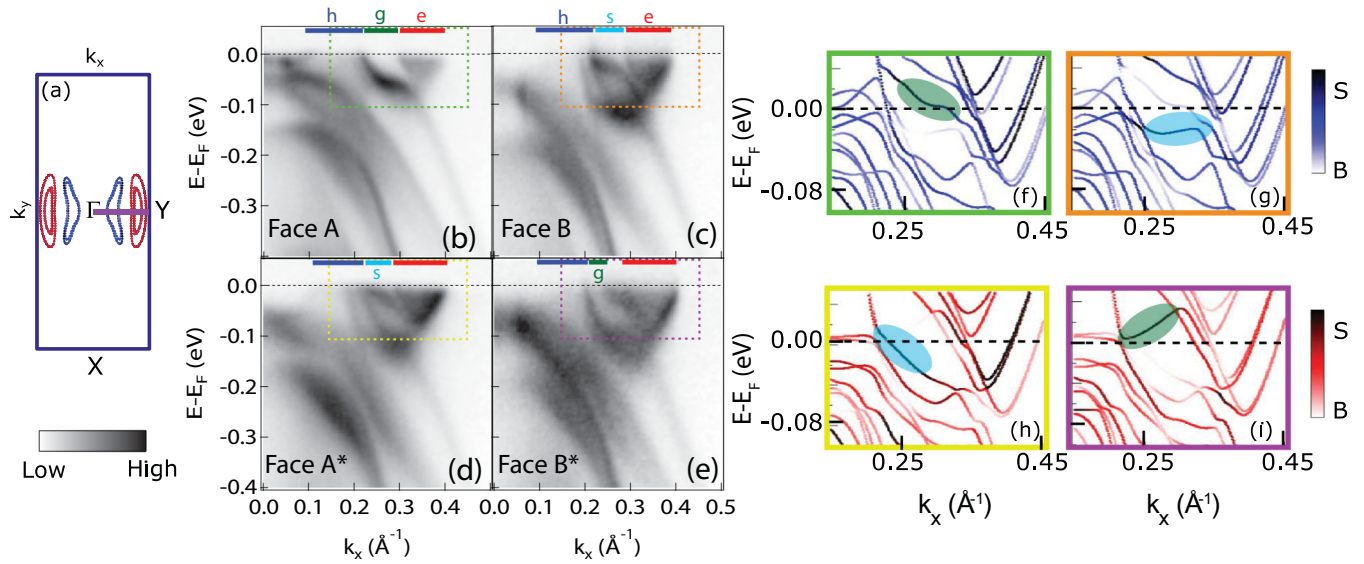 (a)
k_x
k_y
Γ
Y
X
Low High
h g e
h s e
E-E_F (eV)
0.0
-0.1
-0.2
-0.3
Face A (b)
Face B (c)
s
g
E-E_F (eV)
0.0
-0.1
-0.2
-0.3
-0.4
Face A* (d)
Face B* (e)
0.0 0.1 0.2 0.3 0.4
0.0 0.1 0.2 0.3 0.4 0.5
k_x (Å⁻¹) k_x (Å⁻¹)
E-E_F (eV)
0.00
-0.08
(f) (g)
0.25 0.45 0.25 0.45
S
B
E-E_F (eV)
0.00
-0.08
(h) (i)
0.25 0.45 0.25 0.45
S
B
k_x (Å⁻¹) k_x (Å⁻¹)